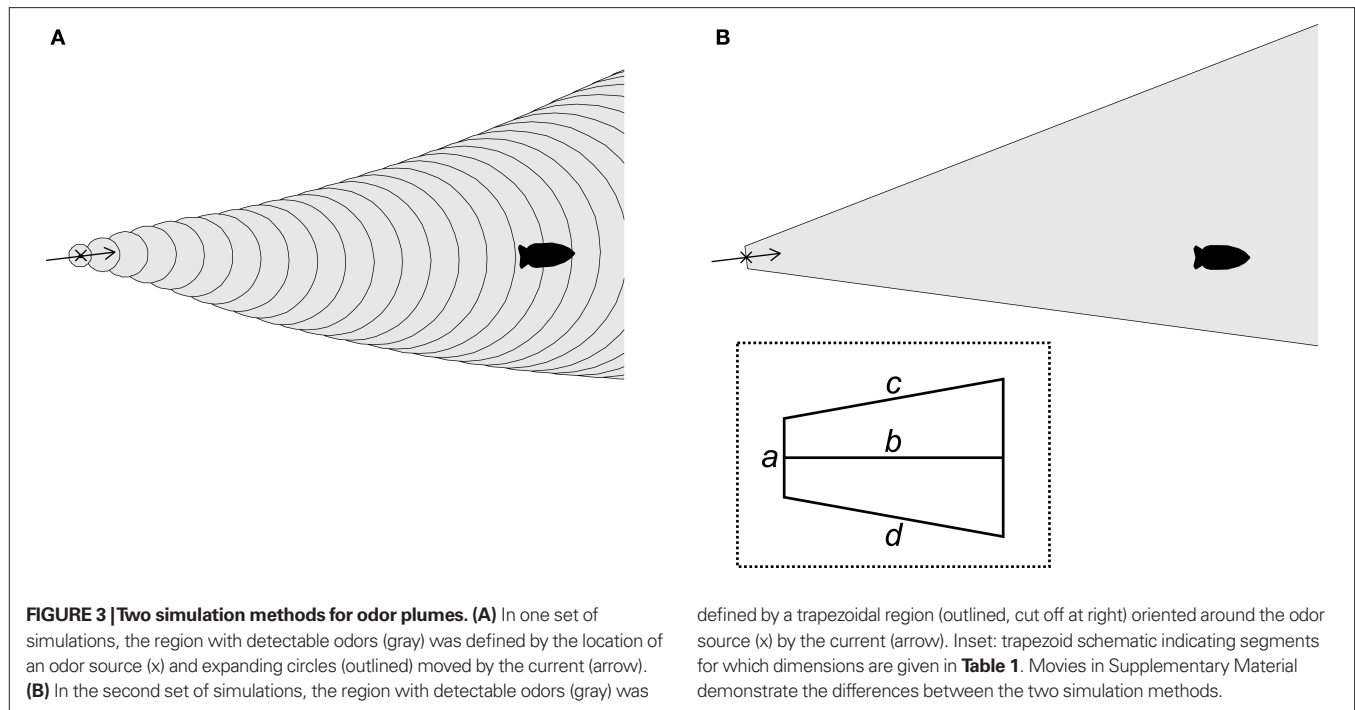 A
B
c
b
a
d
FIGURE 3 | Two simulation methods for odor plumes. (A) In one set of
simulations, the region with detectable odors (gray) was defined by the location of
an odor source (x) and expanding circles (outlined) moved by the current (arrow).
(B) In the second set of simulations, the region with detectable odors (gray) was
defined by a trapezoidal region (outlined, cut off at right) oriented around the odor
source (x) by the current (arrow). Inset: trapezoid schematic indicating segments
for which dimensions are given in Table 1. Movies in Supplementary Material
demonstrate the differences between the two simulation methods.